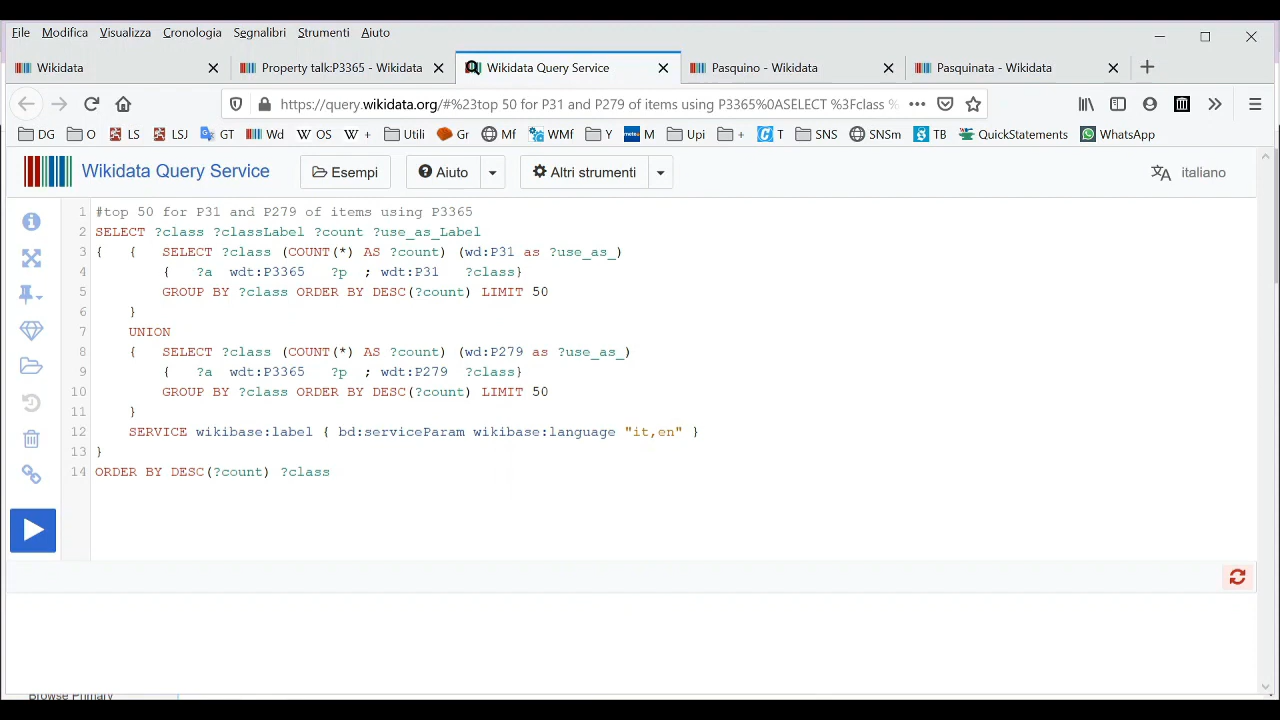 File Modifica Visualizza Cronologia Segnalibri Strumenti Aiuto
Wikidata Property talk:P3365 - Wikidata Wikidata Query Service Pasquino - Wikidata Pasquinata - Wikidata
https://query.wikidata.org/#%23top 50 for P31 and P279 of items using P3365%0ASELECT %3Fclass %
DG O LS LSJ GT Wd OS + Utili Gr Mf WMf Y M Upi + T SNS SNSm TB QuickStatements WhatsApp
Wikidata Query Service Esempi Aiuto Altri strumenti italiano
1 #top 50 for P31 and P279 of items using P3365
2 SELECT ?class ?classLabel ?count ?use_as_Label
3 { { SELECT ?class (COUNT(*) AS ?count) (wd:P31 as ?use_as_)
4 { ?a wdt:P3365 ?p ; wdt:P31 ?class}
5 GROUP BY ?class ORDER BY DESC(?count) LIMIT 50
6 }
7 UNION
8 { SELECT ?class (COUNT(*) AS ?count) (wd:P279 as ?use_as_)
9 { ?a wdt:P3365 ?p ; wdt:P279 ?class}
10 GROUP BY ?class ORDER BY DESC(?count) LIMIT 50
11 }
12 SERVICE wikibase:label { bd:serviceParam wikibase:language "it,en" }
13 }
14 ORDER BY DESC(?count) ?class
Browse Primary